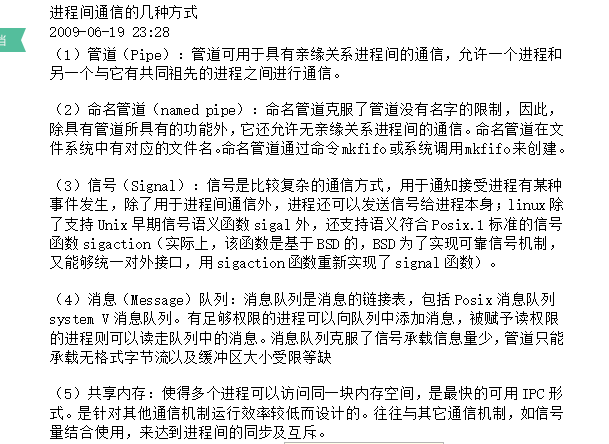 进程间通信的几种方式
2009-06-19 23:28
（1）管道（Pipe）：管道可用于具有亲缘关系进程间的通信，允许一个进程和
另一个与它有共同祖先的进程之间进行通信。
（2）命名管道（named pipe）：命名管道克服了管道没有名字的限制，因此，
除具有管道所具有的功能外，它还允许无亲缘关系进程间的通信。命名管道在文
件系统中有对应的文件名。命名管道通过命令mkfifo或系统调用mkfifo来创建。
（3）信号（Signal）：信号是比较复杂的通信方式，用于通知接受进程有某种
事件发生，除了用于进程间通信外，进程还可以发送信号给进程本身；linux除
了支持Unix早期信号语义函数sigal外，还支持语义符合Posix.1标准的信号
函数sigaction（实际上，该函数是基于BSD的，BSD为了实现可靠信号机制，
又能够统一对外接口，用sigaction函数重新实现了signal函数）。
（4）消息（Message）队列：消息队列是消息的链接表，包括Posix消息队列
system V消息队列。有足够权限的进程可以向队列中添加消息，被赋予读权限
的进程则可以读走队列中的消息。消息队列克服了信号承载信息量少，管道只能
承载无格式字节流以及缓冲区大小受限等缺
（5）共享内存：使得多个进程可以访问同一块内存空间，是最快的可用IPC形
式。是针对其他通信机制运行效率较低而设计的。往往与其它通信机制，如信号
量结合使用，来达到进程间的同步及互斥。